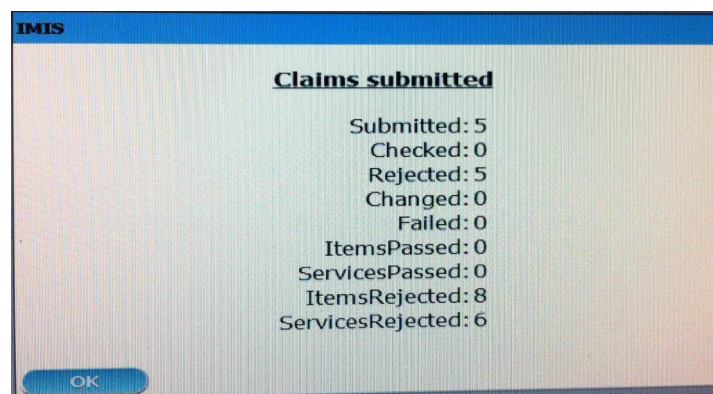 IMIS
Claims submitted
Submitted: 5
Checked: 0
Rejected: 5
Changed: 0
Failed: 0
ItemsPassed: 0
ServicesPassed: 0
ItemsRejected: 8
ServicesRejected: 6
OK